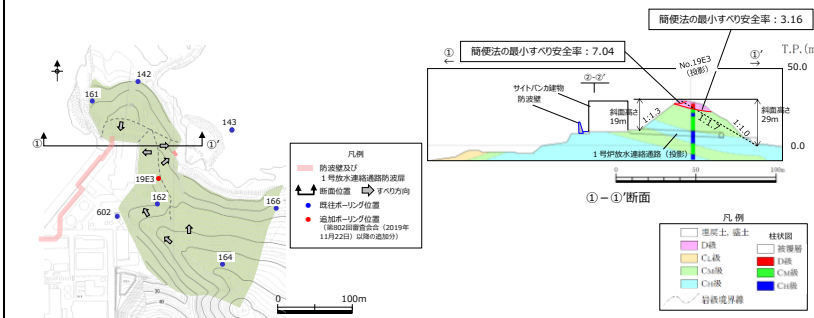 142
161
143
①
①′
19E3
162
602
166
164
30
40
0
100m
凡例
防波壁及び
1号放水連絡通路防波扉
断面位置
すべり方向
既往ボーリング位置
追加ボーリング位置
(第802回審査会合(2019年
11月22日)以降の追加分)
簡便法の最小すべり安全率:3.16
簡便法の最小すべり安全率:7.04
①
No.19E3
(投影)
①′
T.P.(m
50.0
②-②′
サイトバンカ建物
防波壁
斜面高さ
19m
1:1.3
1:1.7
1:1.0
斜面高さ
29m
0.0
1号炉放水連絡通路(投影)
0
50
100m
①-①′断面
凡 例
埋戻土, 盛土
D級
CL級
CM級
CH級
岩級境界線
柱状図
被覆層
D級
CM級
CH級